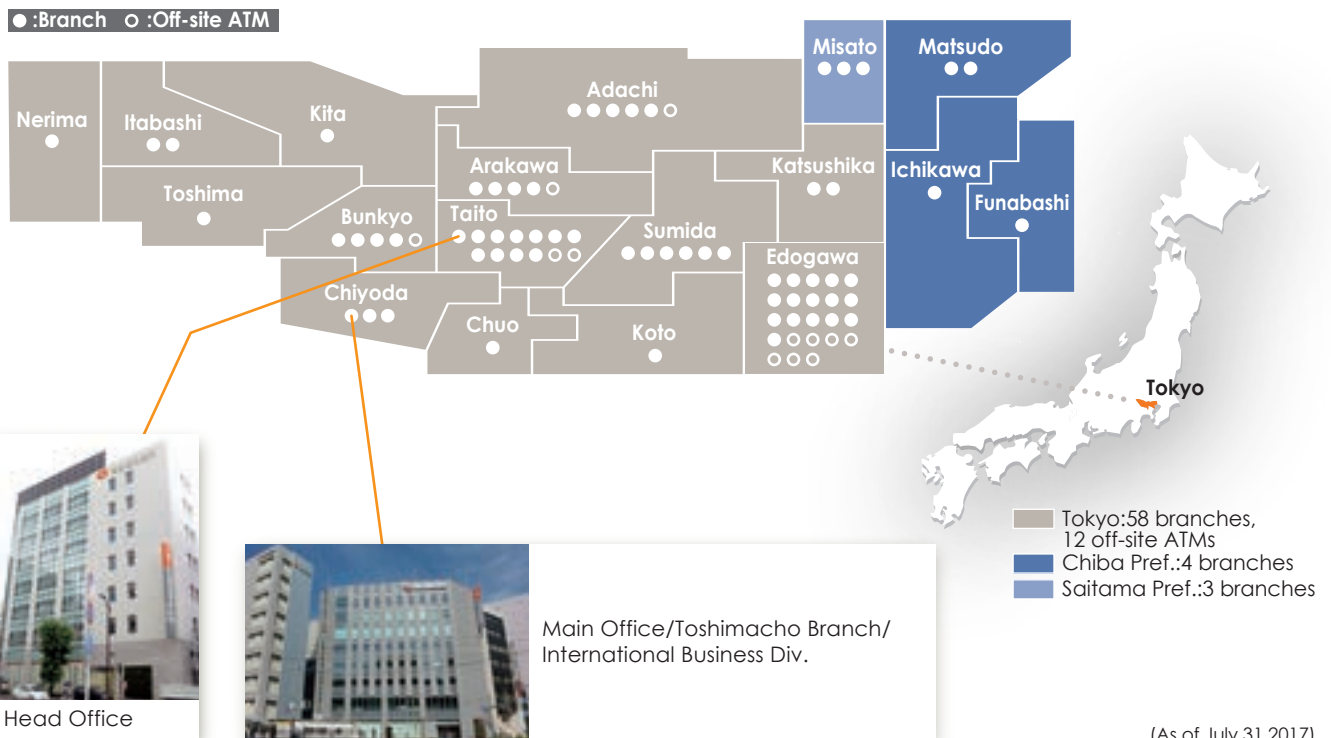 :Branch :Off-site ATM
Nerima
Itabashi
Kita
Adachi
Misato
Matsudo
Toshima
Bunkyo
Arakawa
Taito
Sumida
Katsushika
Ichikawa
Funabashi
Chiyoda
Chuo
Koto
Edogawa
Tokyo
Tokyo:58 branches,
12 off-site ATMs
Chiba Pref.:4 branches
Saitama Pref.:3 branches
Head Office
Main Office/Toshimacho Branch/
International Business Div.
(As of July 31,2017)